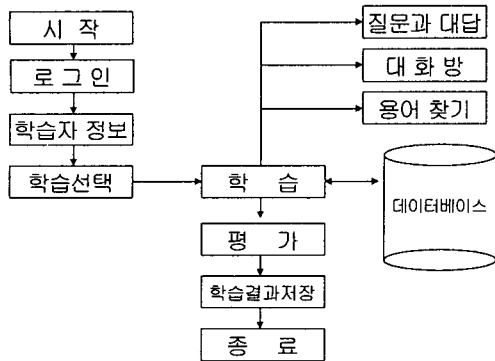 시 작
로 그 인
학습자 정보
학습선택
학 습
질문과 대답
대 화 방
용어 찾기
데이터베이스
평 가
학습결과저장
종 료